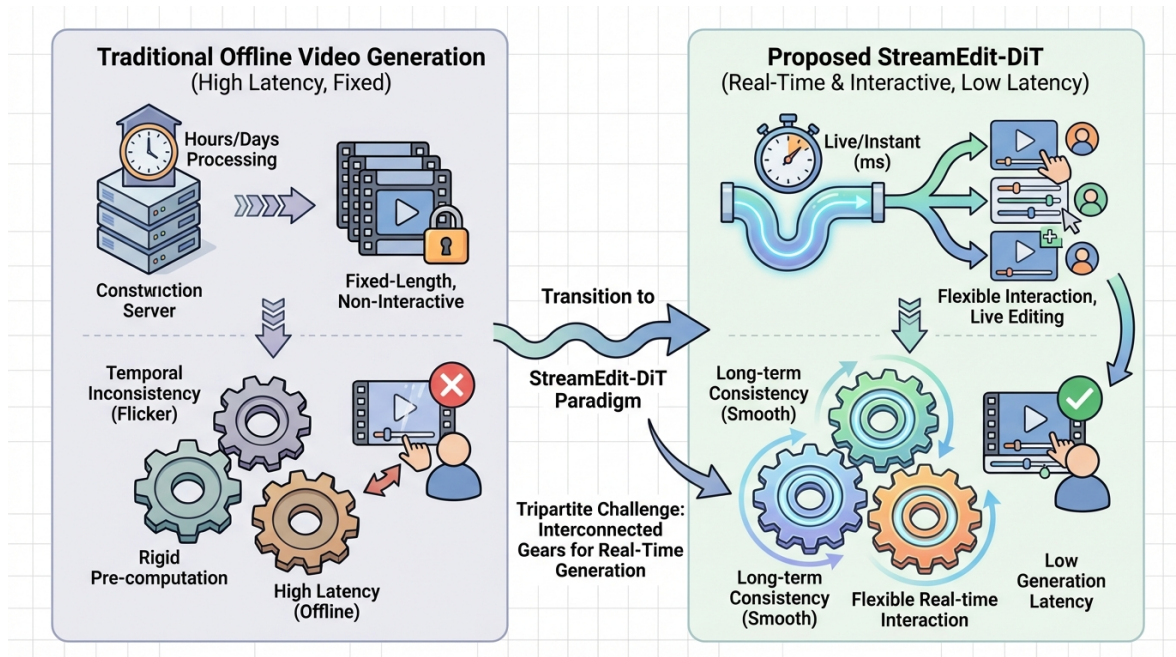 Traditional Offline Video Generation
(High Latency, Fixed)
Hours/Days
Processing
Server
Fixed-Length,
Non-Interactive
Temporal
Inconsistency
(Flicker)
Rigid
Pre-computation
High Latency
(Offline)
Transition to
StreamEdit-DiT
Paradigm
Tripartite Challenge:
Interconnected
Gears for Real-Time
Generation
Proposed StreamEdit-DiT
(Real-Time & Interactive, Low Latency)
Live/Instant
(ms)
Flexible Interaction,
Live Editing
Long-term
Consistency
(Smooth)
Long-term
Consistency
(Smooth)
Flexible Real-time
Interaction
Low
Generation
Latency